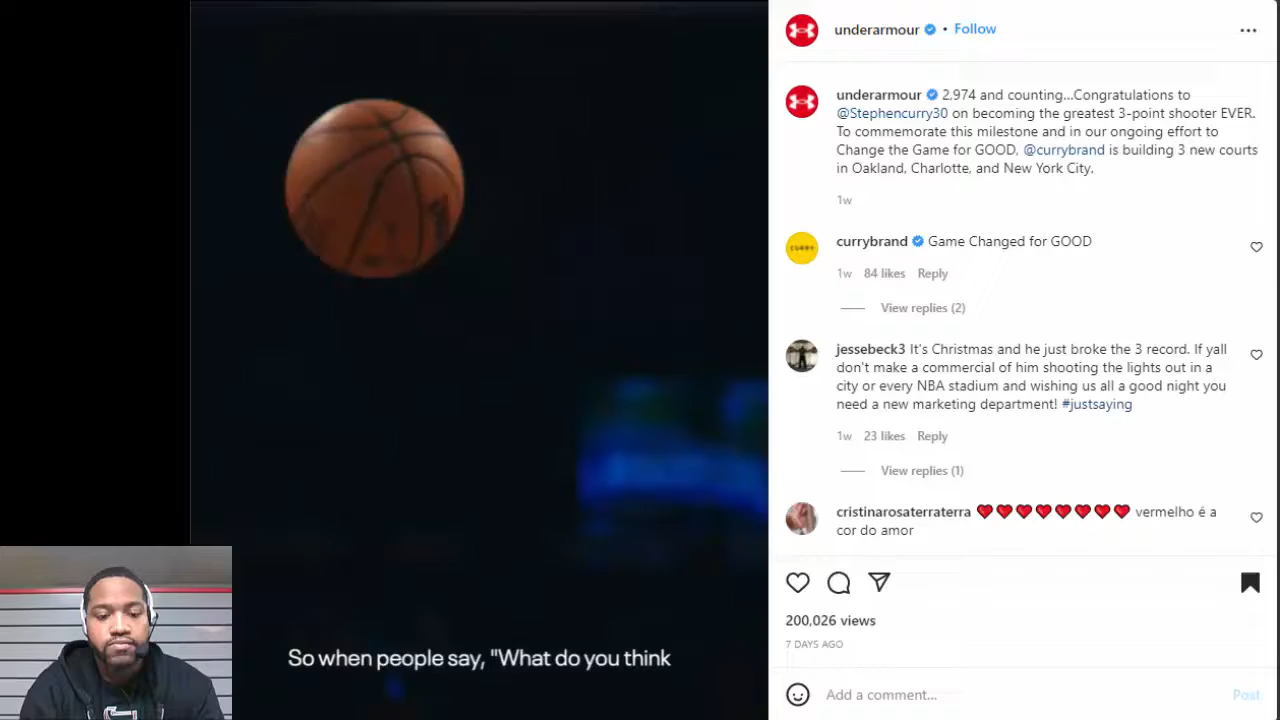 underarmour • Follow
underarmour 2,974 and counting...Congratulations to
@Stephencurry30 on becoming the greatest 3-point shooter EVER.
To commemorate this milestone and in our ongoing effort to
Change the Game for GOOD, @currybrand is building 3 new courts
in Oakland, Charlotte, and New York City.
1w
CURRY
currybrand Game Changed for GOOD
1w 84 likes Reply
View replies (2)
jessebeck3 It's Christmas and he just broke the 3 record. If yall
don't make a commercial of him shooting the lights out in a
city or every NBA stadium and wishing us all a good night you
need a new marketing department! #justsaying
1w 23 likes Reply
View replies (1)
cristinarosaterraterra ❤❤❤❤❤❤❤❤ vermelho é a
cor do amor
200,026 views
7 DAYS AGO
Add a comment...
Post
So when people say, "What do you think